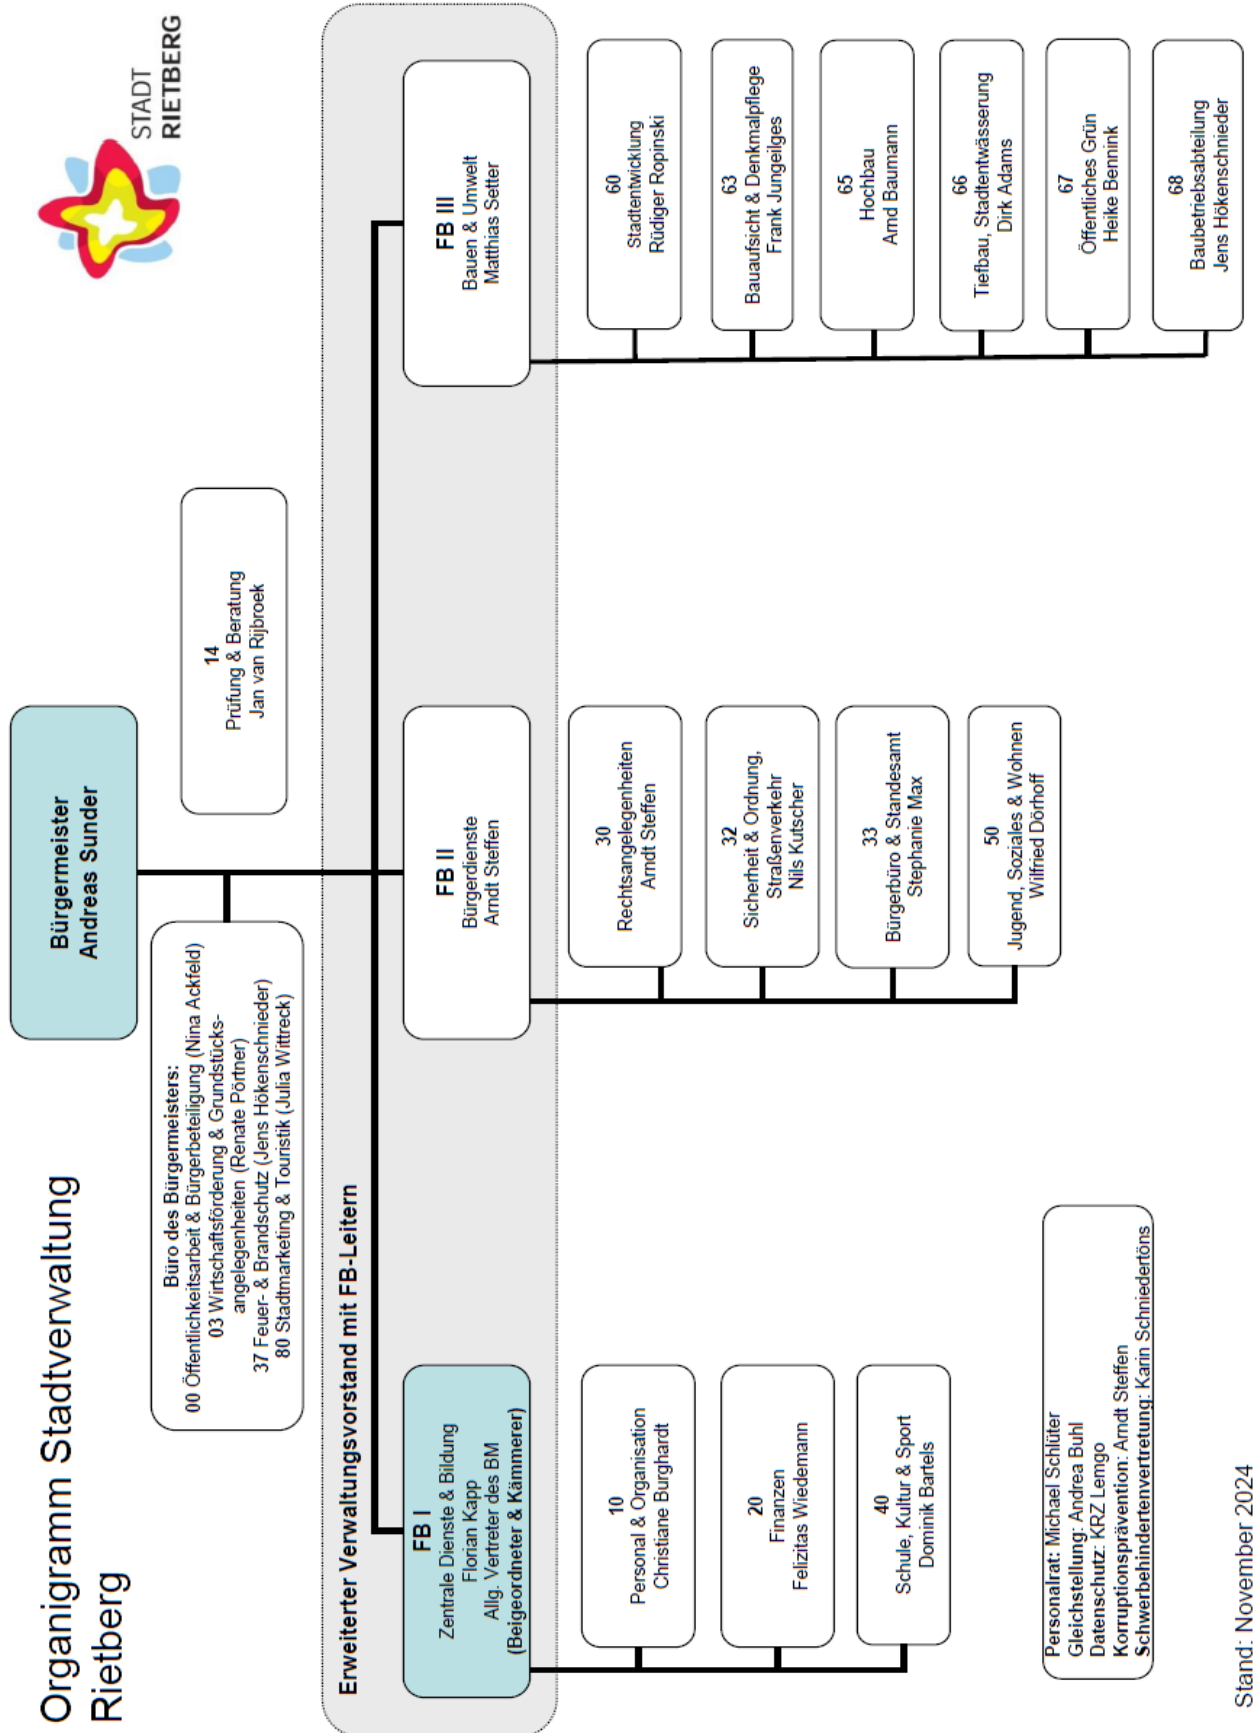 Organigramm Stadtverwaltung
Rietberg
STADT
RIETBERG
Bürgermeister
Andreas Sunder
Büro des Bürgermeisters:
00 Öffentlichkeitsarbeit & Bürgerbeteiligung (Nina Ackfeld)
03 Wirtschaftsförderung & Grundstücks-
angelegenheiten (Renate Pörtner)
37 Feuer- & Brandschutz (Jens Hökenschnieder)
80 Stadtmarketing & Touristik (Julia Wittreck)
14
Prüfung & Beratung
Jan van Rijbroek
Erweiterter Verwaltungsvorstand mit FB-Leitern
FB I
Zentrale Dienste & Bildung
Florian Kapp
Allg. Vertreter des BM
(Beigeordneter & Kämmerer)
10
Personal & Organisation
Christiane Burghardt
20
Finanzen
Felizitas Wiedemann
40
Schule, Kultur & Sport
Dominik Bartels
FB II
Bürgerdienste
Arndt Steffen
30
Rechtsangelegenheiten
Arndt Steffen
32
Sicherheit & Ordnung,
Straßenverkehr
Nils Kutscher
33
Bürgerbüro & Standesamt
Stephanie Max
50
Jugend, Soziales & Wohnen
Wilfried Dörhoff
FB III
Bauen & Umwelt
Matthias Setter
60
Stadtentwicklung
Rüdiger Ropinski
63
Bauaufsicht & Denkmalpflege
Frank Jungeilges
65
Hochbau
Arnd Baumann
66
Tiefbau, Stadtentwässerung
Dirk Adams
67
Öffentliches Grün
Heike Bennink
68
Baubetriebsabteilung
Jens Hökenschnieder
Personalrat: Michael Schlüter
Gleichstellung: Andrea Buhl
Datenschutz: KRZ Lemgo
Korruptionsprävention: Arndt Steffen
Schwerbehindertenvertretung: Karin Schniedertöns
Stand: November 2024